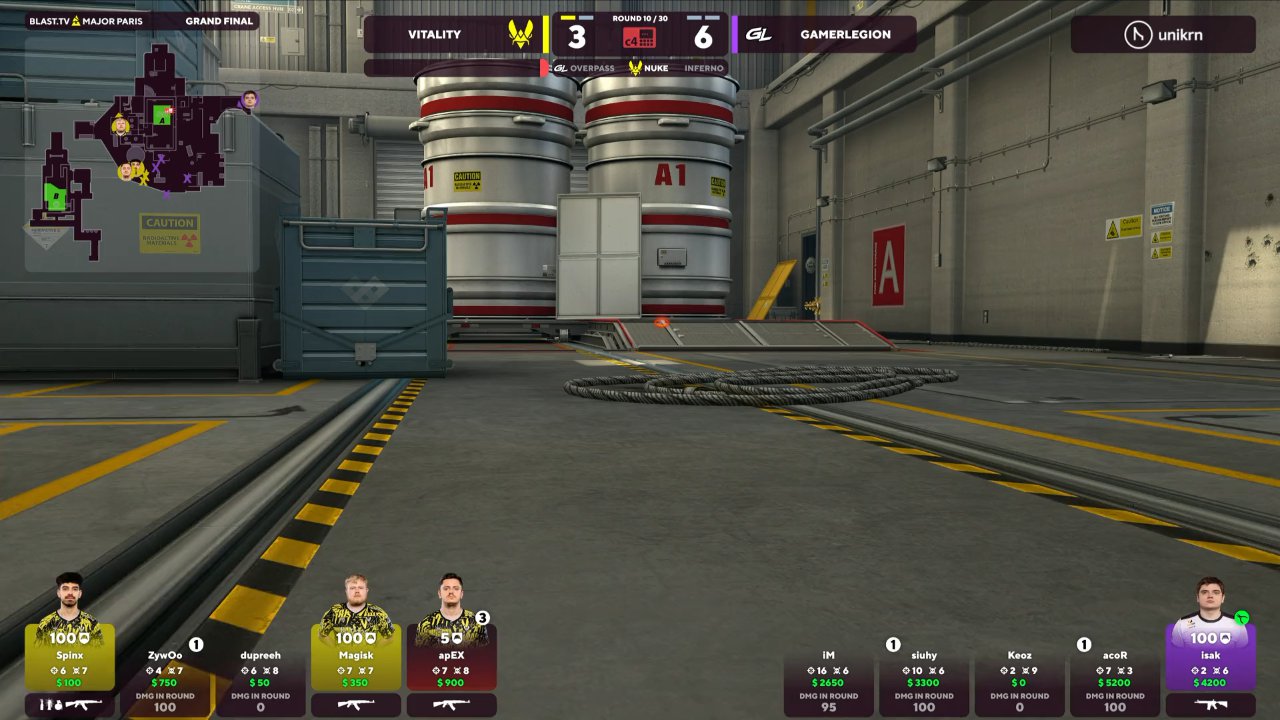 BLAST.TV MAJOR PARIS GRAND FINAL
VITALITY 3 ROUND 10 / 30 6 GL GAMERLEGION
C4
GL OVERPASS NUKE INFERNO
unikrn
A
B
CAUTION
RADIOACTIVE
MATERIALS
A1
CAUTION
A1
CAUTION
A
CAUTION
NOTICE
100 Spinx 6 7 $100
1 ZywOo 4 7 $750 DMG IN ROUND 100
dupreeh 6 8 $50 DMG IN ROUND 0
100 Magisk 7 7 $350
3 5 apEX 7 8 $900
iM 16 6 $2650 DMG IN ROUND 95
1 siuhy 10 6 $3300 DMG IN ROUND 100
Keoz 2 9 $0 DMG IN ROUND 0
1 acoR 7 3 $5200 DMG IN ROUND 100
100 isak 2 6 $4200